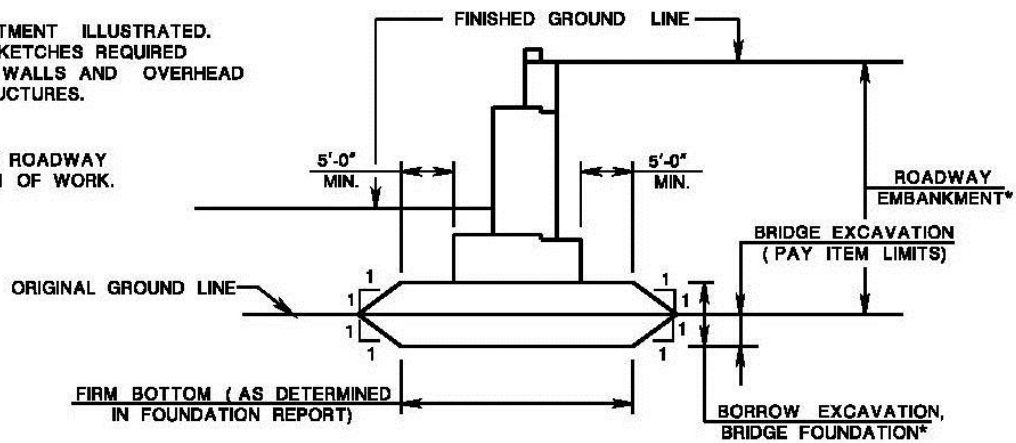 TMENT ILLUSTRATED.
KETCHES REQUIRED
WALLS AND OVERHEAD
UCTURES.
ROADWAY
OF WORK.
FINISHED GROUND LINE
5'-0"
MIN.
5'-0"
MIN.
ROADWAY
EMBANKMENT*
BRIDGE EXCAVATION
( PAY ITEM LIMITS)
ORIGINAL GROUND LINE
1
1
1
1
1
1
1
1
FIRM BOTTOM ( AS DETERMINED
IN FOUNDATION REPORT)
BORROW EXCAVATION,
BRIDGE FOUNDATION*